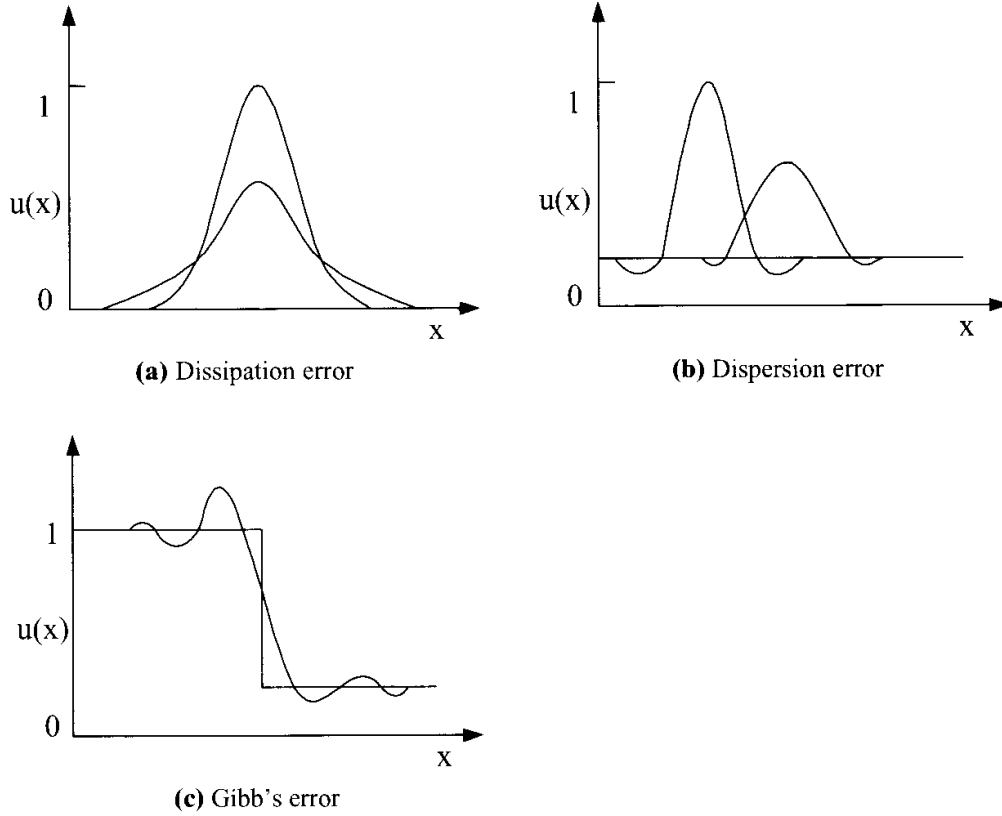 1
u(x)
0
x
(a) Dissipation error
1
u(x)
0
x
(b) Dispersion error
1
u(x)
0
x
(c) Gibb's error